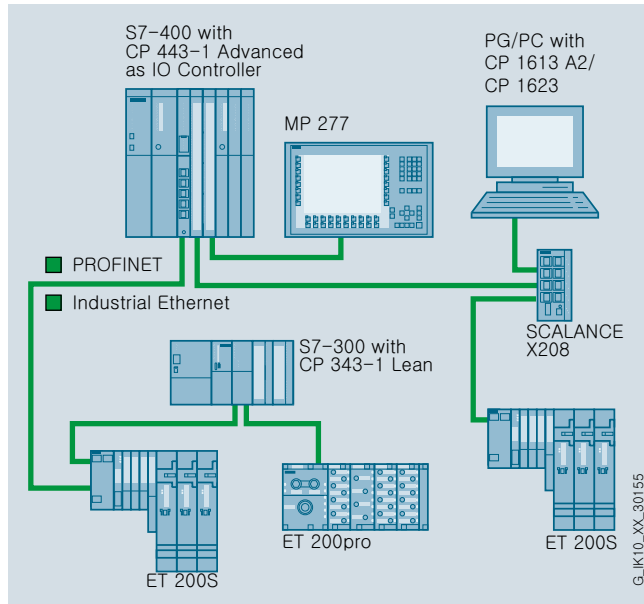 S7-400 with
CP 443-1 Advanced
as IO Controller
PG/PC with
CP 1613 A2/
CP 1623
MP 277
PROFINET
Industrial Ethernet
SCALANCE
X208
S7-300 with
CP 343-1 Lean
ET 200S
ET 200pro
ET 200S
G_IK10_XX_30155